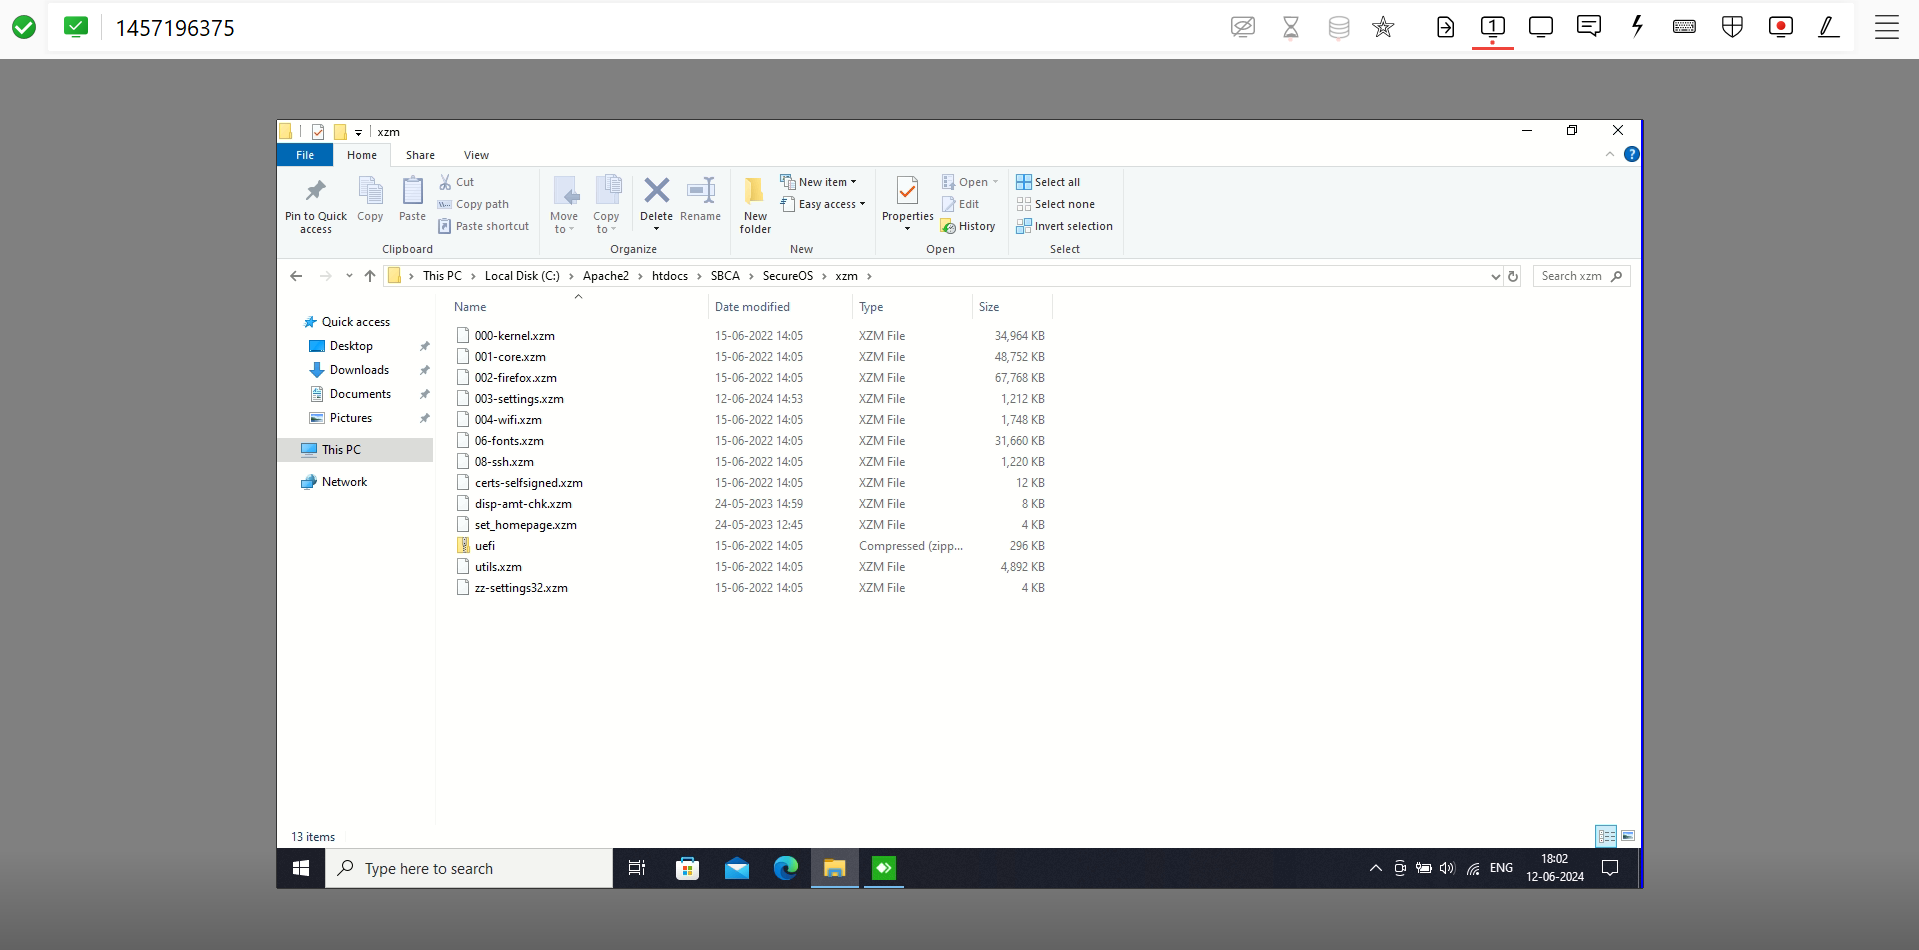 1457196375
1
xzm
File Home Share View
Pin to Quick access
Copy
Paste
Cut
Copy path
Paste shortcut
Clipboard
Move to
Copy to
Delete
Rename
Organize
New folder
New item
Easy access
New
Properties
Open
Edit
History
Open
Select all
Select none
Invert selection
Select
This PC > Local Disk (C:) > Apache2 > htdocs > SBCA > SecureOS > xzm >
Search xzm
Quick access
Desktop
Downloads
Documents
Pictures
This PC
Network
Name Date modified Type Size
000-kernel.xzm 15-06-2022 14:05 XZM File 34,964 KB
001-core.xzm 15-06-2022 14:05 XZM File 48,752 KB
002-firefox.xzm 15-06-2022 14:05 XZM File 67,768 KB
003-settings.xzm 12-06-2024 14:53 XZM File 1,212 KB
004-wifi.xzm 15-06-2022 14:05 XZM File 1,748 KB
06-fonts.xzm 15-06-2022 14:05 XZM File 31,660 KB
08-ssh.xzm 15-06-2022 14:05 XZM File 1,220 KB
certs-selfsigned.xzm 15-06-2022 14:05 XZM File 12 KB
disp-amt-chk.xzm 24-05-2023 14:59 XZM File 8 KB
set_homepage.xzm 24-05-2023 12:45 XZM File 4 KB
uefi 15-06-2022 14:05 Compressed (zipp... 296 KB
utils.xzm 15-06-2022 14:05 XZM File 4,892 KB
zz-settings32.xzm 15-06-2022 14:05 XZM File 4 KB
13 items
Type here to search
ENG
18:02
12-06-2024